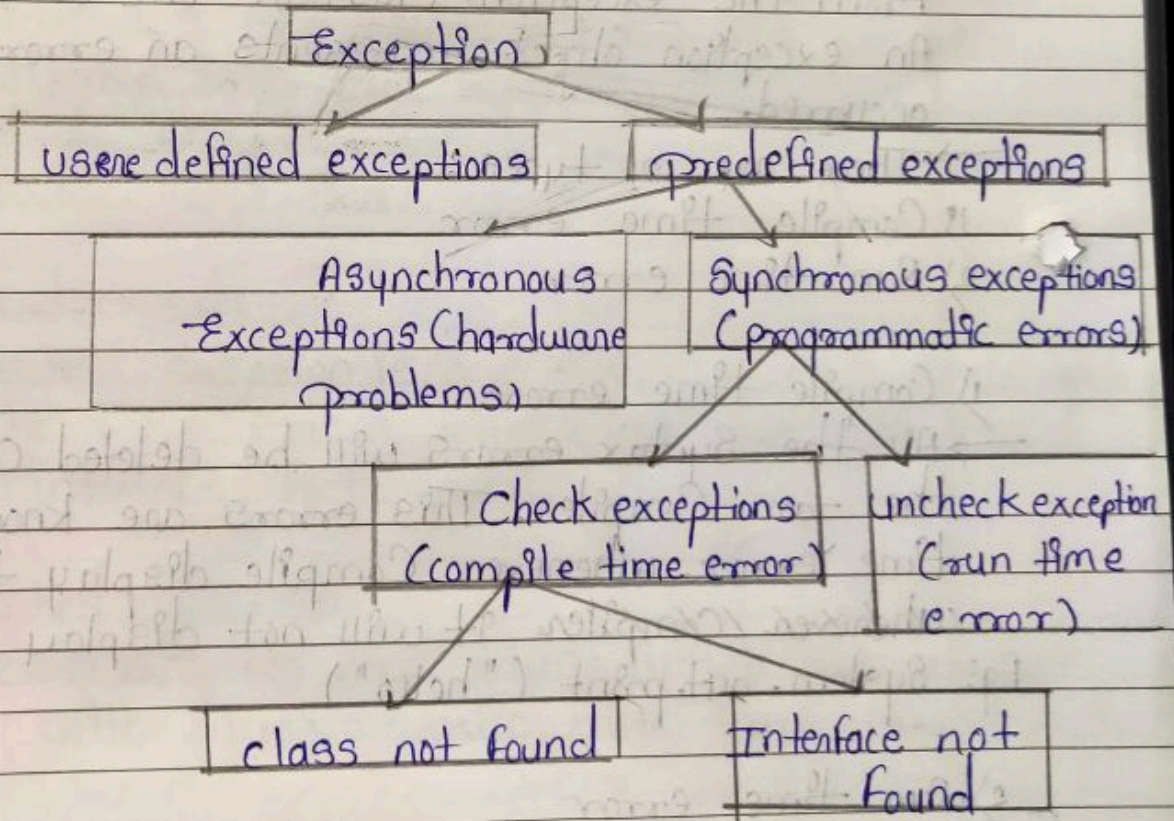 Exception
usere defined exceptions
predefined exceptions
Asynchronous
Exceptions (hardware
problems)
Synchronous exceptions
(programmatic errors)
Check exceptions
(compile time error)
uncheck exception
(run time
error)
class not found
Interface not
found